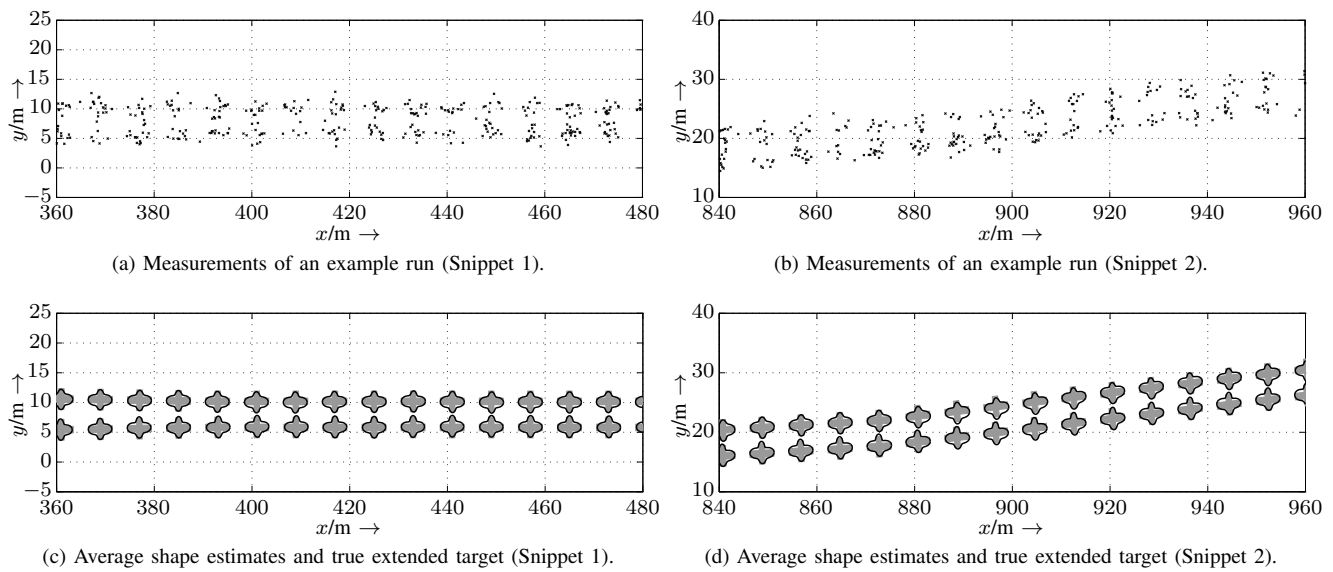 25
20
15
10
5
0
−5
y/m →
360 380 400 420 440 460 480
x/m →
(a) Measurements of an example run (Snippet 1).
40
30
20
10
y/m →
840 860 880 900 920 940 960
x/m →
(b) Measurements of an example run (Snippet 2).
25
20
15
10
5
0
−5
y/m →
360 380 400 420 440 460 480
x/m →
(c) Average shape estimates and true extended target (Snippet 1).
40
30
20
10
y/m →
840 860 880 900 920 940 960
x/m →
(d) Average shape estimates and true extended target (Snippet 2).